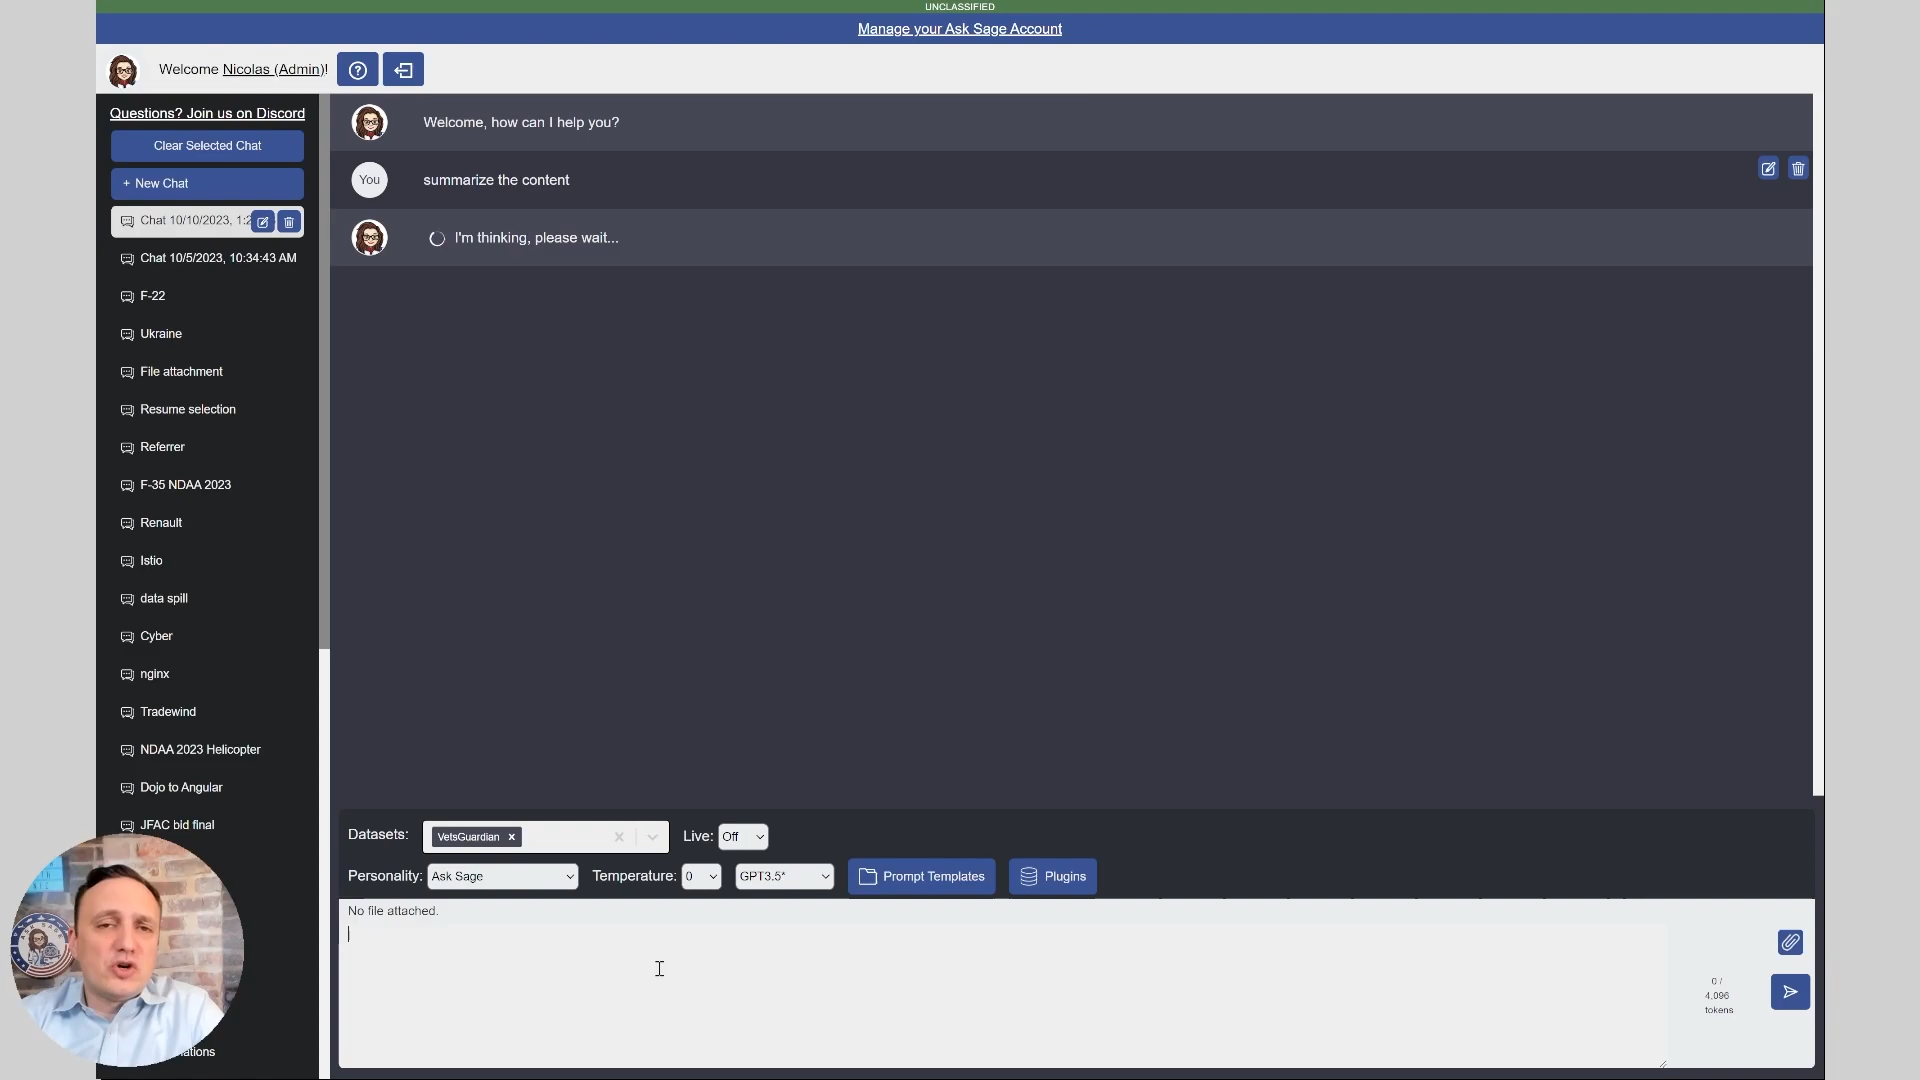 UNCLASSIFIED
Manage your Ask Sage Account
Welcome Nicolas (Admin)!
Questions? Join us on Discord
Clear Selected Chat
+ New Chat
Chat 10/10/2023, 1:2
Chat 10/5/2023, 10:34:43 AM
F-22
Ukraine
File attachment
Resume selection
Referrer
F-35 NDAA 2023
Renault
Istio
data spill
Cyber
nginx
Tradewind
NDAA 2023 Helicopter
Dojo to Angular
JFAC bid final
Welcome, how can I help you?
You
summarize the content
I'm thinking, please wait...
Datasets:
VetsGuardian
Live:
Off
Personality:
Ask Sage
Temperature:
0
GPT3.5*
Prompt Templates
Plugins
No file attached.
0 /
4,096
tokens